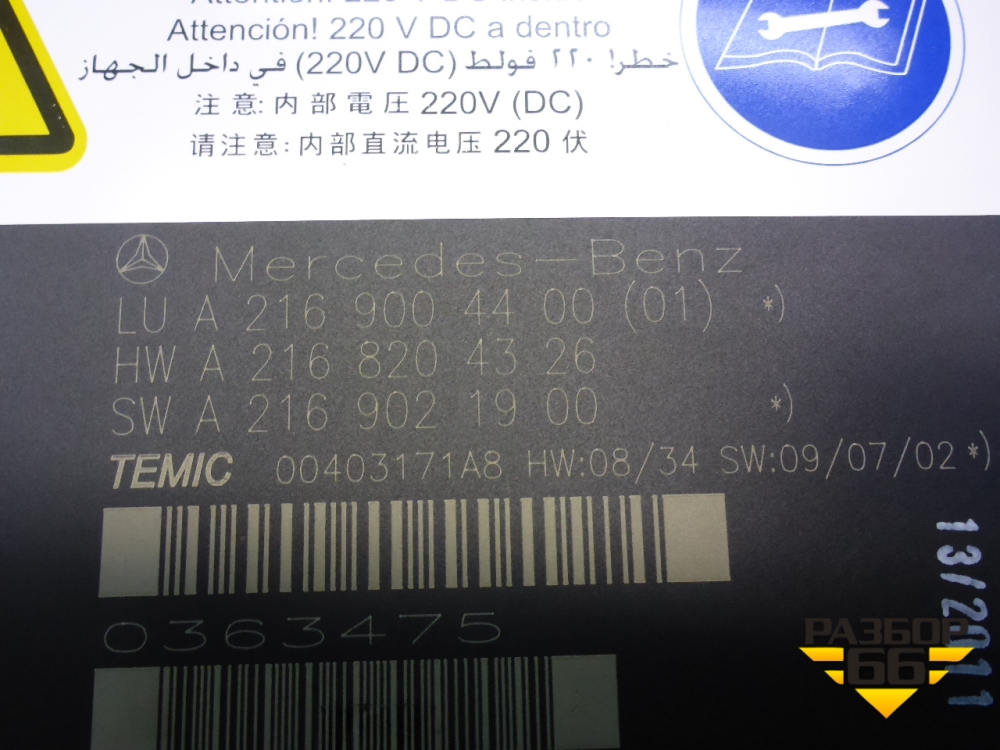 Attención! 220 V DC a dentro
خطر! ٢٢٠ فولط (220V DC) في داخل الجهاز
注意: 内部電圧 220V (DC)
请注意: 内部直流电压 220 伏
Mercedes-Benz
LU A 216 900 44 00 (01) *)
HW A 216 820 43 26
SW A 216 902 19 00 *)
TEMIC 00403171A8 HW:08/34 SW:09/07/02 *)
0363475
13/2011
РАЗБОР
66